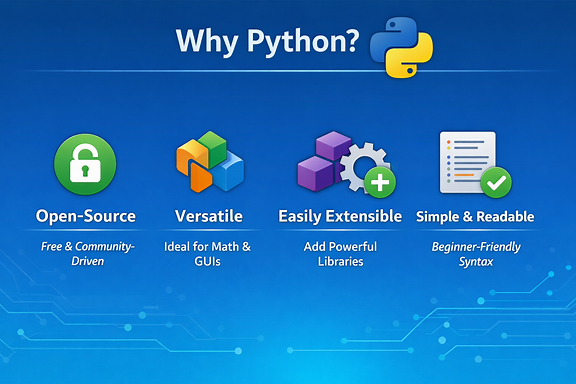 Why Python?
Open-Source
Free & Community-
Driven
Versatile
Ideal for Math &
GUIs
Easily Extensible
Add Powerful
Libraries
Simple & Readable
Beginner-Friendly
Syntax